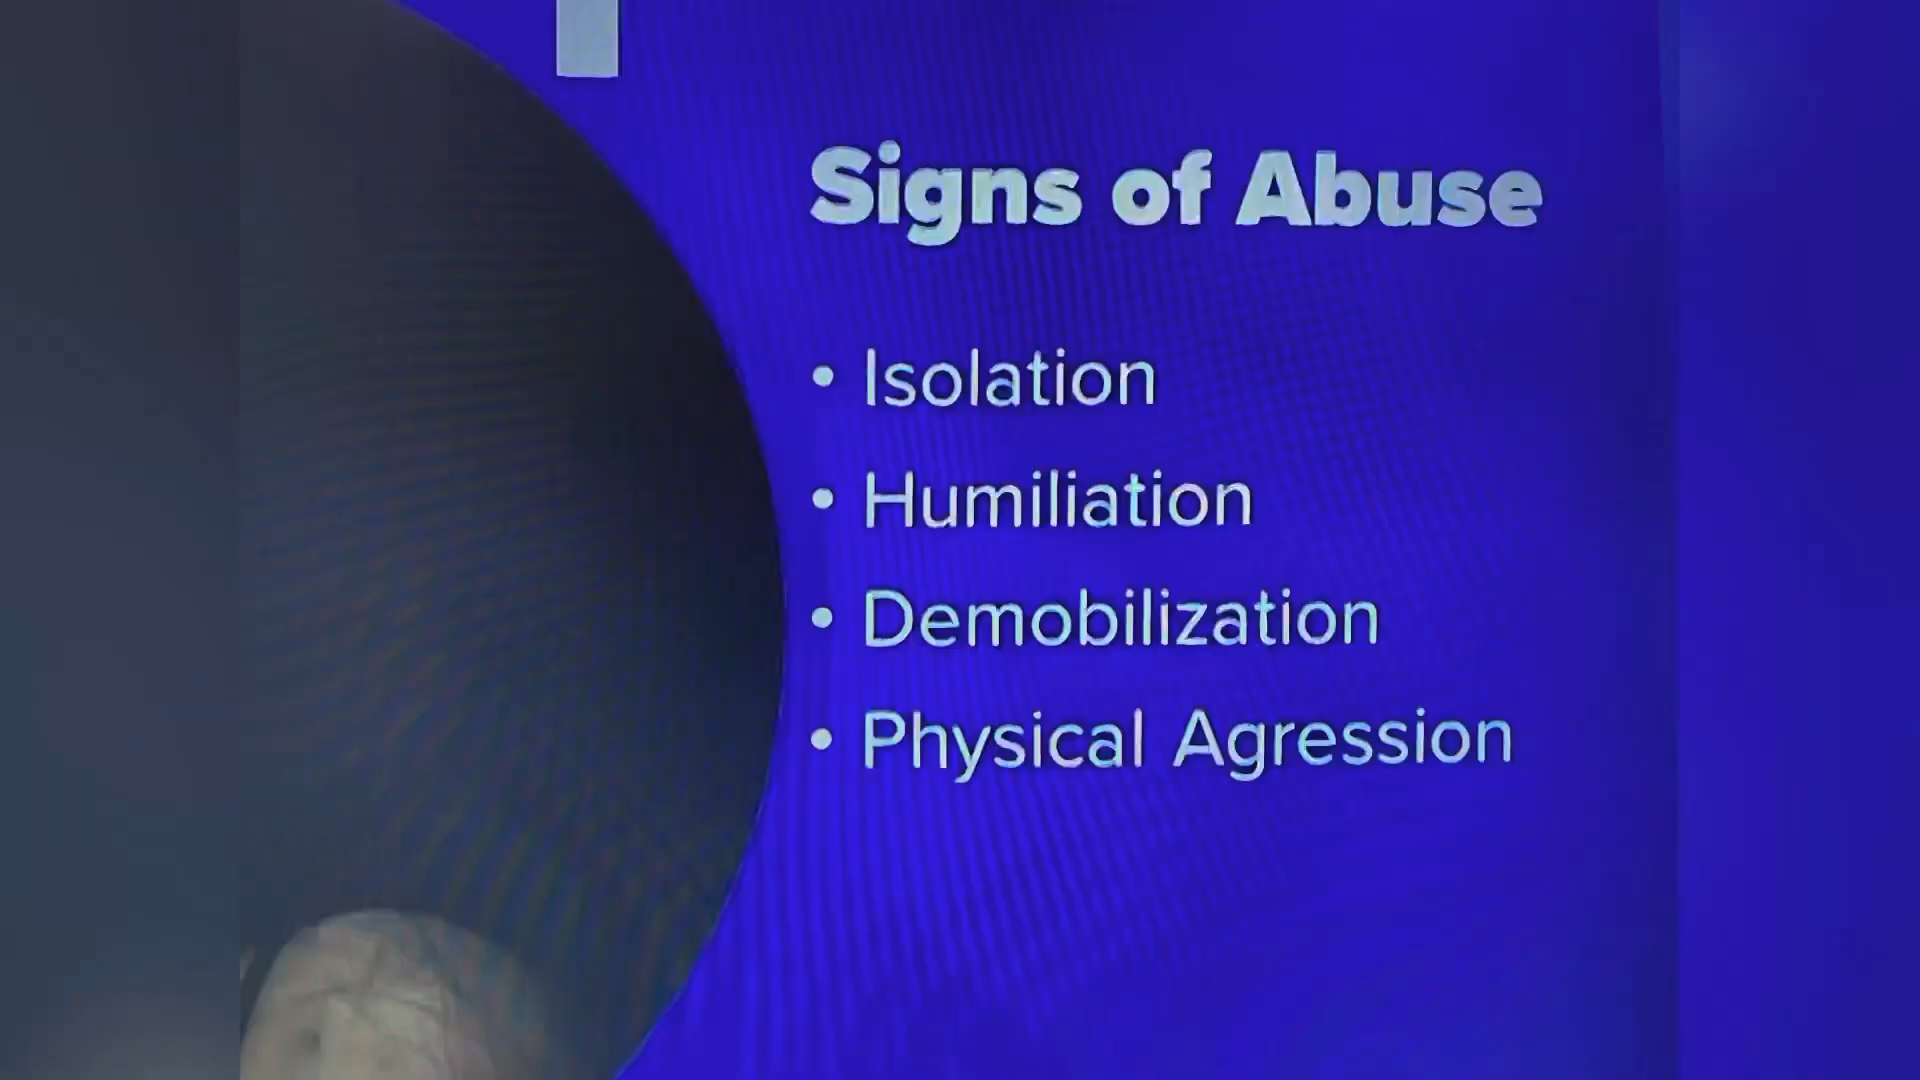 Signs of Abuse
• Isolation
• Humiliation
• Demobilization
• Physical Agression